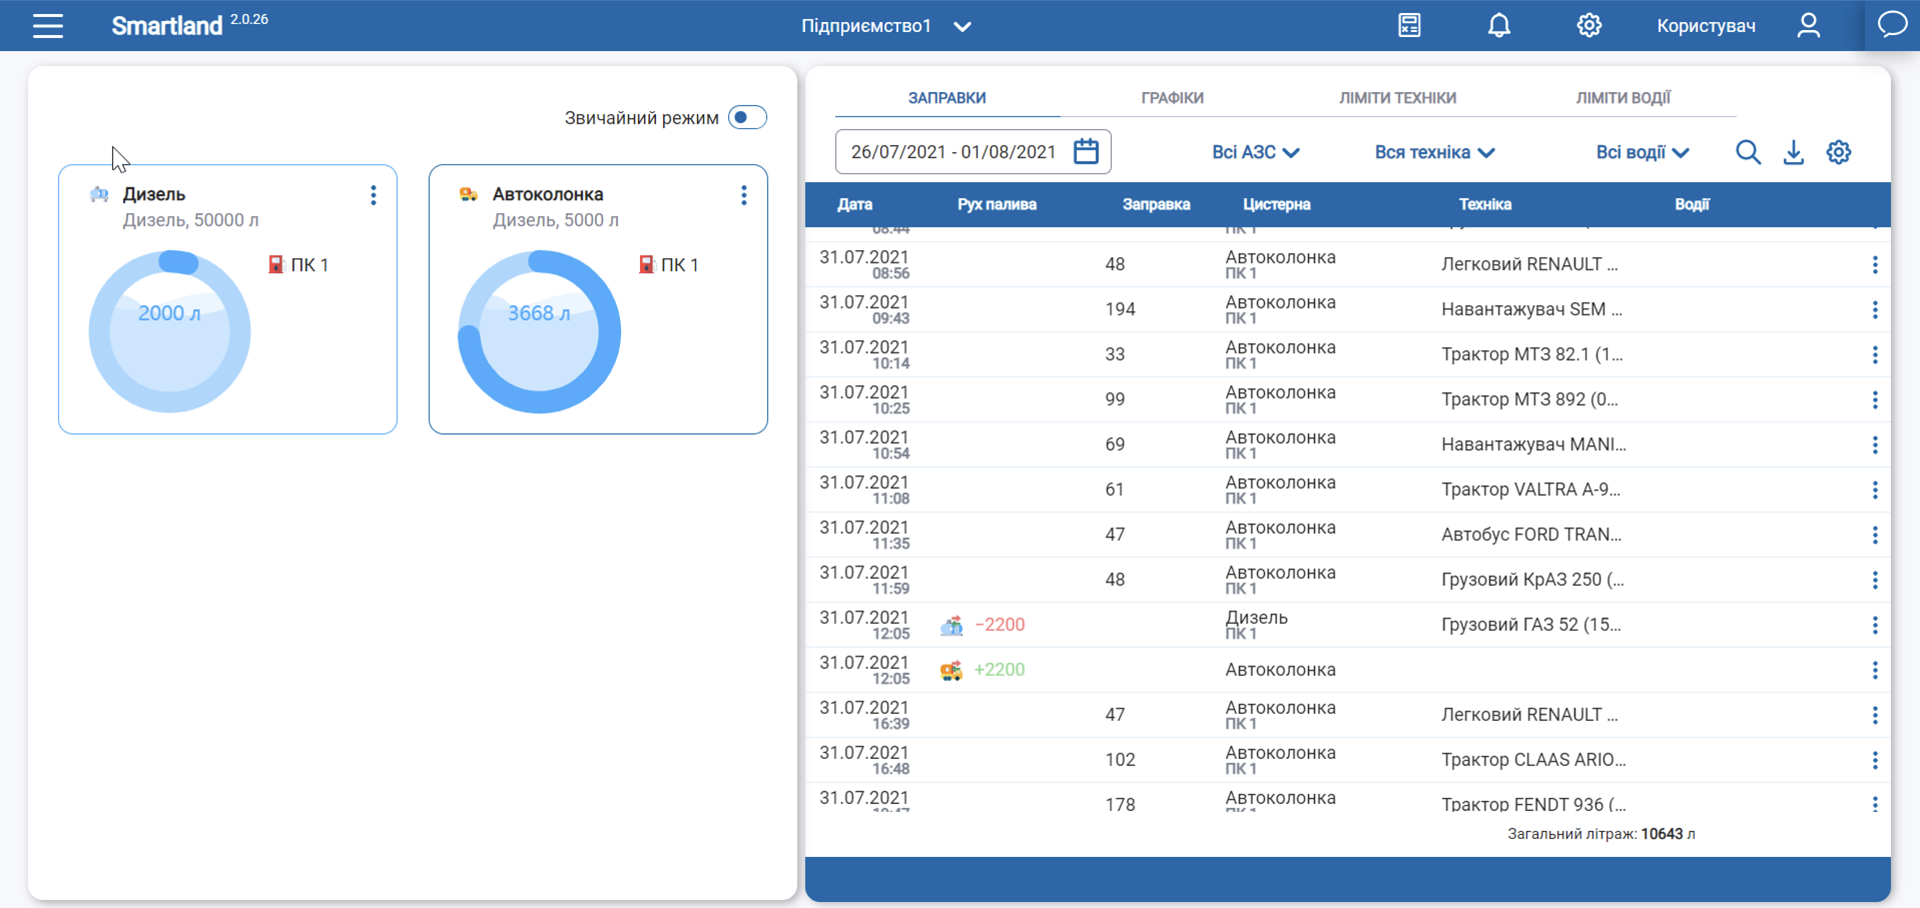 Smartland 2.0.26
Підприємство1
Користувач
Звичайний режим
Дизель
Дизель, 50000 л
ПК 1
2000 л
Автоколонка
Дизель, 5000 л
ПК 1
3668 л
ЗАПРАВКИ ГРАФІКИ ЛІМІТИ ТЕХНІКИ ЛІМІТИ ВОДІЇ
26/07/2021 - 01/08/2021 Всі АЗС Вся техніка Всі водії
Дата Рух палива Заправка Цистерна Техніка Водії
08:44 ПК 1
31.07.2021 48 Автоколонка Легковий RENAULT ...
08:56 ПК 1
31.07.2021 194 Автоколонка Навантажувач SEM ...
09:43 ПК 1
31.07.2021 33 Автоколонка Трактор МТЗ 82.1 (1...
10:14 ПК 1
31.07.2021 99 Автоколонка Трактор МТЗ 892 (0...
10:25 ПК 1
31.07.2021 69 Автоколонка Навантажувач MANI...
10:54 ПК 1
31.07.2021 61 Автоколонка Трактор VALTRA A-9...
11:08 ПК 1
31.07.2021 47 Автоколонка Автобус FORD TRAN...
11:35 ПК 1
31.07.2021 48 Автоколонка Грузовий КрАЗ 250 (...
11:59 ПК 1
31.07.2021 −2200 Дизель Грузовий ГАЗ 52 (15...
12:05 ПК 1
31.07.2021 +2200 Автоколонка
12:05
31.07.2021 47 Автоколонка Легковий RENAULT ...
16:39 ПК 1
31.07.2021 102 Автоколонка Трактор CLAAS ARIO...
16:48 ПК 1
31.07.2021 178 Автоколонка Трактор FENDT 936 (...
ПК 1
Загальний літраж: 10643 л